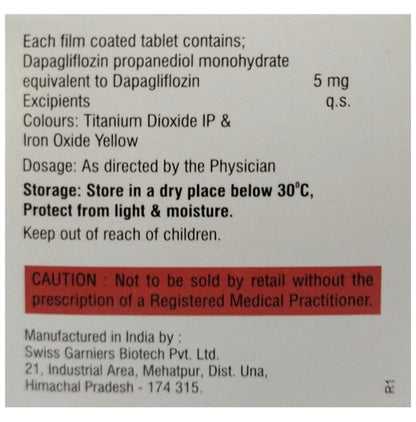 Each film coated tablet contains;
Dapagliflozin propanediol monohydrate
equivalent to Dapagliflozin 5 mg
Excipients q.s.
Colours: Titanium Dioxide IP &
Iron Oxide Yellow
Dosage: As directed by the Physician
Storage: Store in a dry place below 30°C,
Protect from light & moisture.
Keep out of reach of children.
CAUTION : Not to be sold by retail without the
prescription of a Registered Medical Practitioner.
Manufactured in India by :
Swiss Garniers Biotech Pvt. Ltd.
21, Industrial Area, Mehatpur, Dist. Una,
Himachal Pradesh - 174 315.
R1